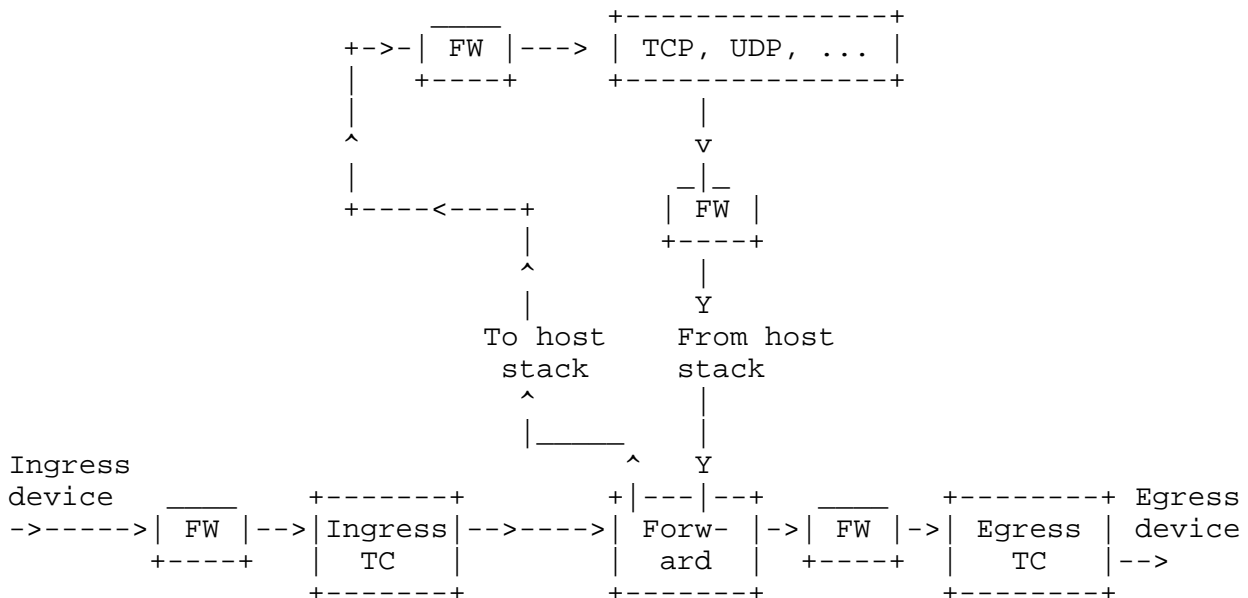 FW TCP, UDP, ...
FW
To host From host
stack stack
Ingress
device Egress
FW Ingress Forw- FW Egress device
TC ard TC